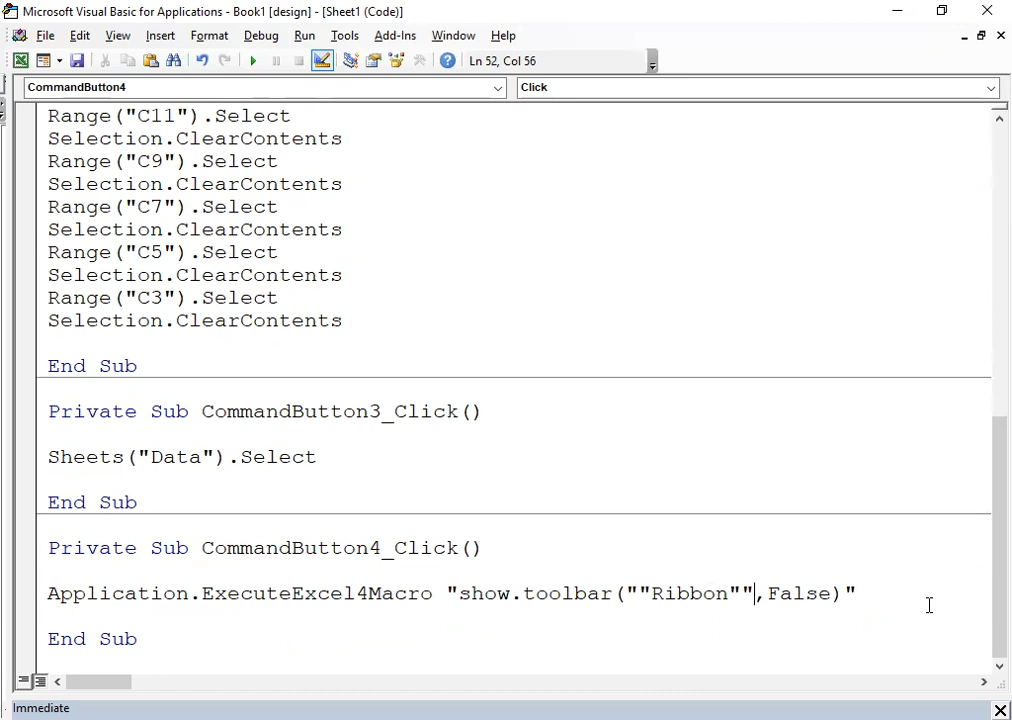 Microsoft Visual Basic for Applications - Book1 [design] - [Sheet1 (Code)]
File Edit View Insert Format Debug Run Tools Add-Ins Window Help
Ln 52, Col 56
CommandButton4 Click
Range("C11").Select
Selection.ClearContents
Range("C9").Select
Selection.ClearContents
Range("C7").Select
Selection.ClearContents
Range("C5").Select
Selection.ClearContents
Range("C3").Select
Selection.ClearContents
End Sub
Private Sub CommandButton3_Click()
Sheets("Data").Select
End Sub
Private Sub CommandButton4_Click()
Application.ExecuteExcel4Macro "show.toolbar(""Ribbon"",False)"
End Sub
Immediate